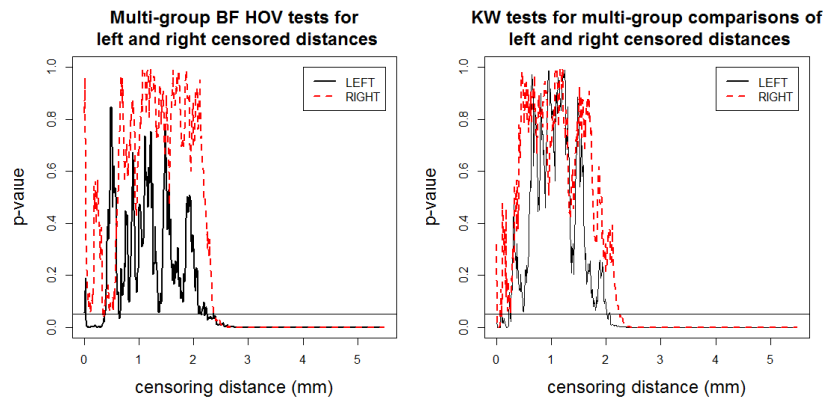 Multi-group BF HOV tests for
left and right censored distances
p-value
1.0
0.8
0.6
0.4
0.2
0.0
LEFT
RIGHT
0 1 2 3 4 5
censoring distance (mm)
KW tests for multi-group comparisons of
left and right censored distances
p-value
1.0
0.8
0.6
0.4
0.2
0.0
LEFT
RIGHT
0 1 2 3 4 5
censoring distance (mm)